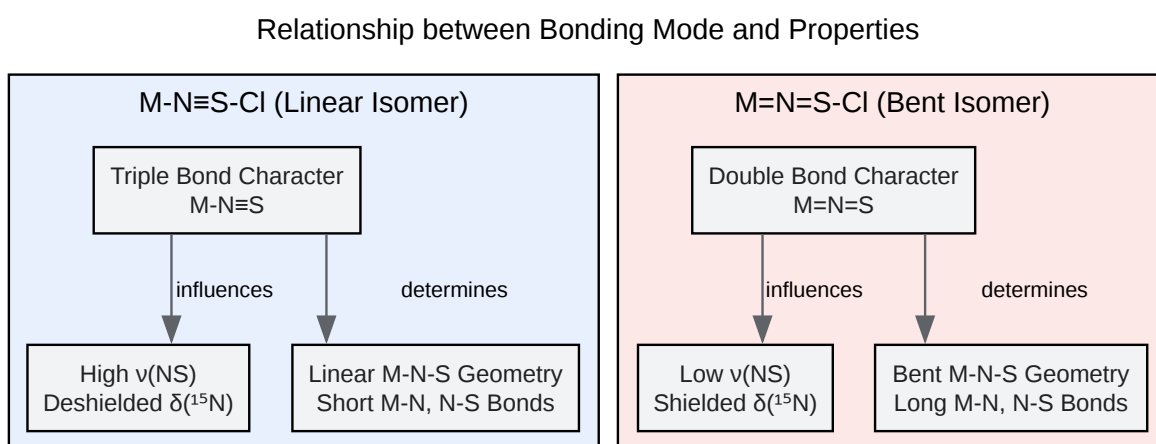 Relationship between Bonding Mode and Properties
M-N≡S-Cl (Linear Isomer)
Triple Bond Character
M-N≡S
influences
determines
High ν(NS)
Deshielded δ(¹⁵N)
Linear M-N-S Geometry
Short M-N, N-S Bonds
M=N=S-Cl (Bent Isomer)
Double Bond Character
M=N=S
influences
determines
Low ν(NS)
Shielded δ(¹⁵N)
Bent M-N-S Geometry
Long M-N, N-S Bonds